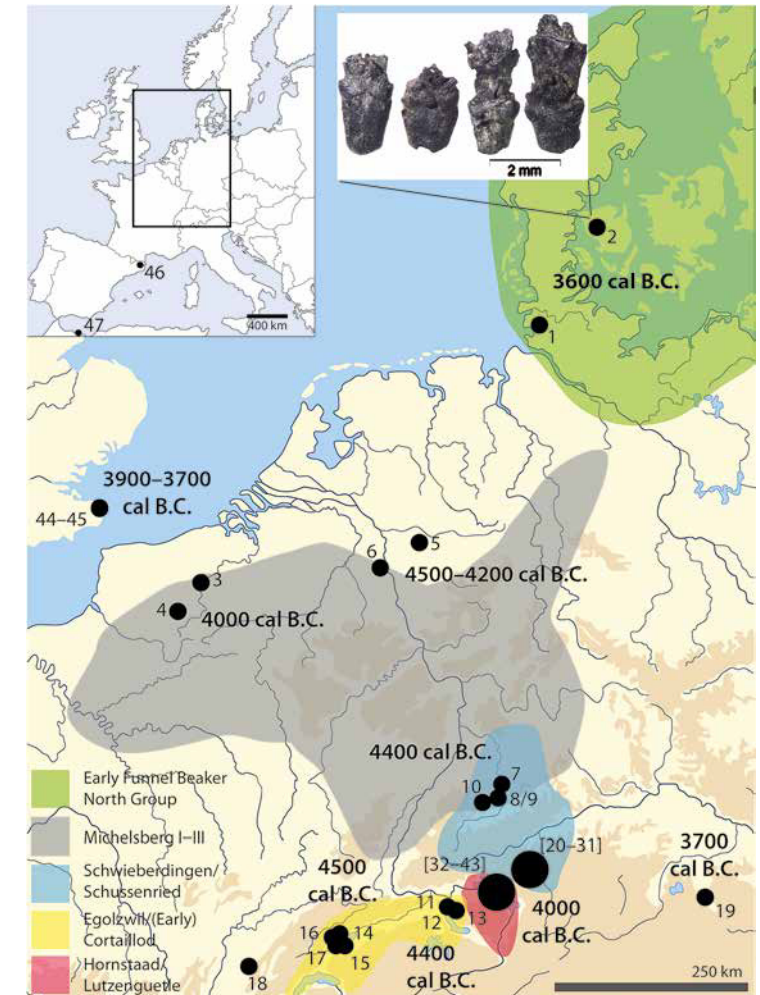 2 mm
2
46
3600 cal B.C.
47
400 km
1
3900–3700
cal B.C.
44–45
5
6
4500–4200 cal B.C.
3
4
4000 cal B.C.
4400 cal B.C.
7
10
8/9
Early Funnel Beaker
North Group
Michelsberg I–III
[20–31]
3700
cal B.C.
Schwieberdingen/
Schussenried
4500
cal B.C.
[32–43]
19
Egolzwil/(Early)
Cortaillod
11
12
13
4000
cal B.C.
16
14
17
15
4400
cal B.C.
18
Hornstaad/
Lutzenguetle
250 km